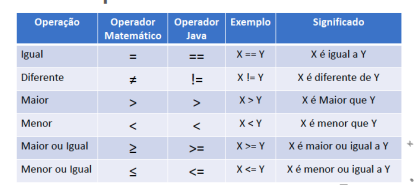 Operação Operador Matemático Operador Java Exemplo Significado
Igual = == X == Y X é igual a Y
Diferente ≠ != X != Y X é diferente de Y
Maior > > X > Y X é Maior que Y
Menor < < X < Y X é menor que Y
Maior ou Igual ≥ >= X >= Y X é maior ou igual a Y
Menor ou Igual ≤ <= X <= Y X é menor ou igual a Y